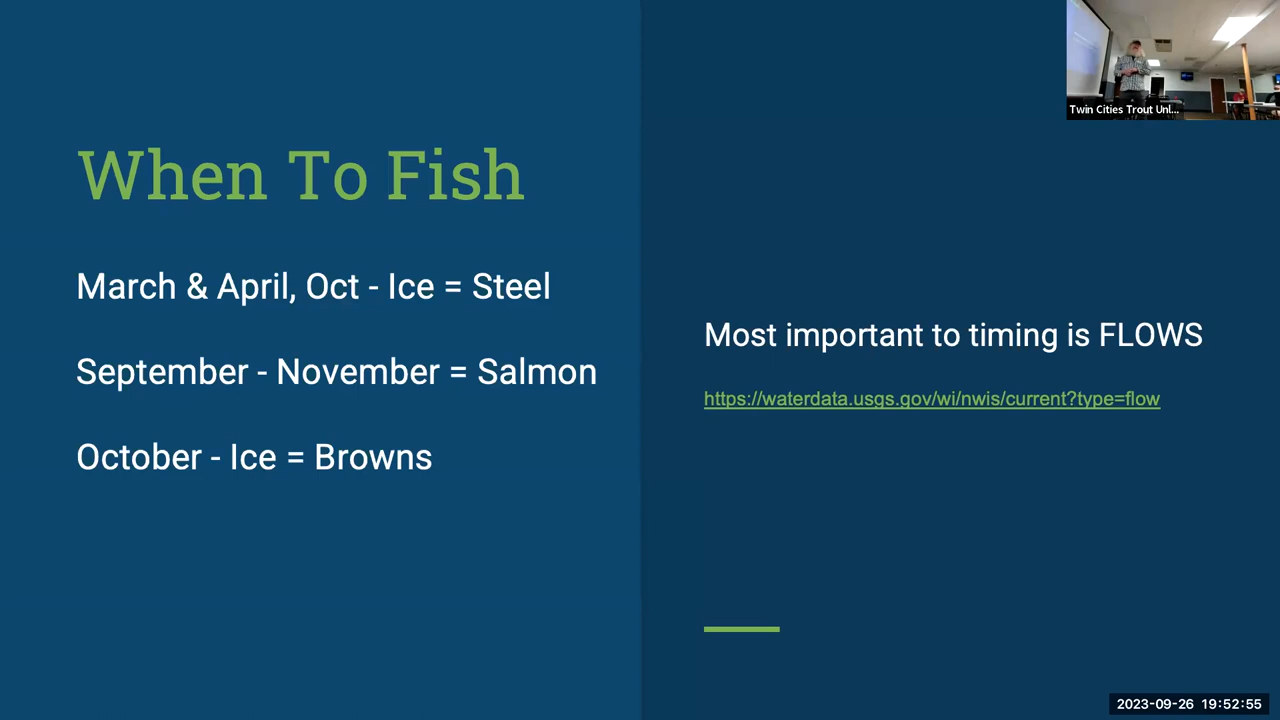 When To Fish
March & April, Oct - Ice = Steel
September - November = Salmon
October - Ice = Browns
Most important to timing is FLOWS
https://waterdata.usgs.gov/wi/nwis/current?type=flow
Twin Cities Trout Unl...
2023-09-26 19:52:55